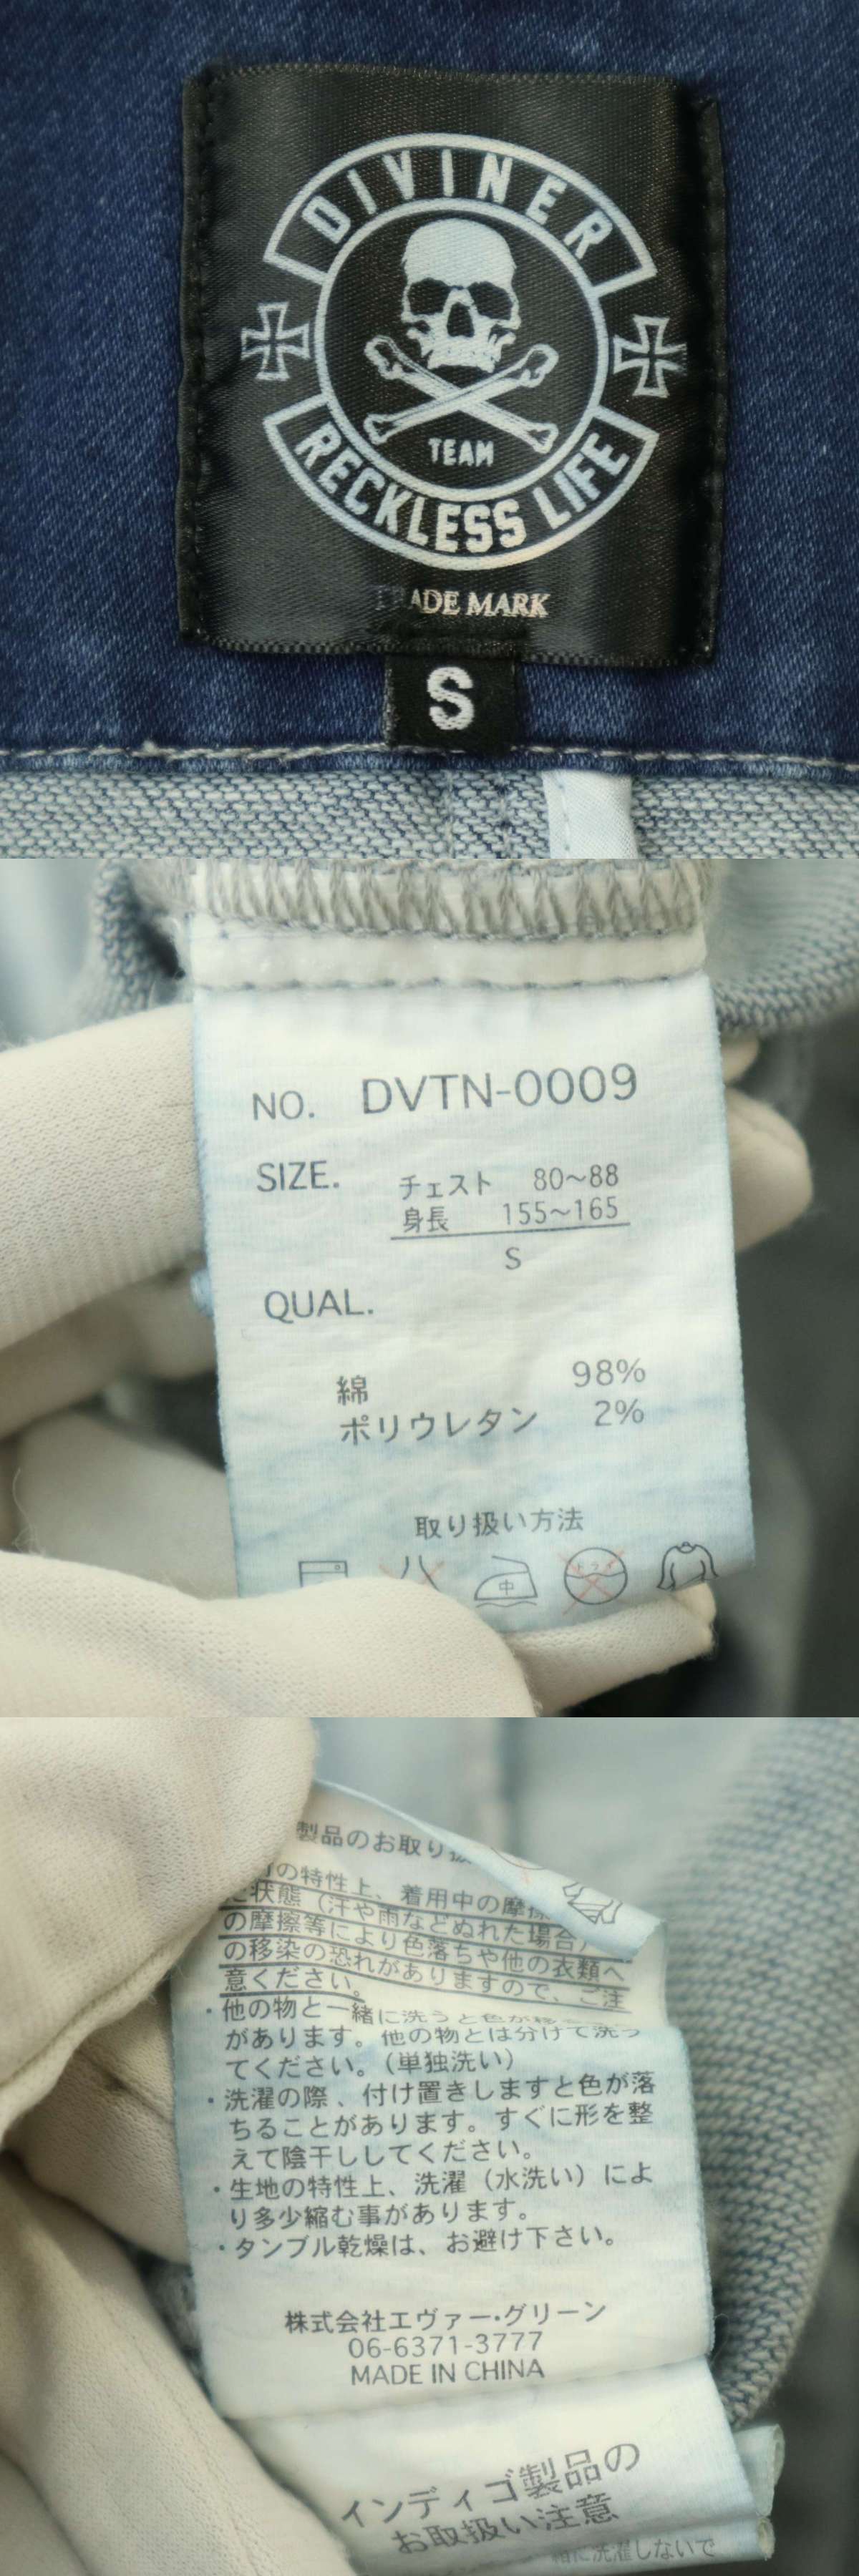 DIVINER
TEAM
RECKLESS LIFE
TRADE MARK
S
NO. DVTN-0009
SIZE. チェスト 80~88
身長 155~165
S
QUAL.
綿 98%
ポリウレタン 2%
取り扱い方法
中
ドライ
製品のお取り扱
の特性上、着用中の摩擦
状態(汗や雨などぬれた場合)
の摩擦等により色落ちや他の衣類へ
の移染の恐れがありますので、ご注
意ください。
・他の物と一緒に洗うと色が移
があります。他の物とは分けて洗っ
てください。(単独洗い)
・洗濯の際、付け置きしますと色が落
ちることがあります。すぐに形を整
えて陰干ししてください。
・生地の特性上、洗濯(水洗い)によ
り多少縮む事があります。
・タンブル乾燥は、お避け下さい。
株式会社エヴァー・グリーン
06-6371-3777
MADE IN CHINA
インディゴ製品の
お取扱い注意
緒に洗濯しないで